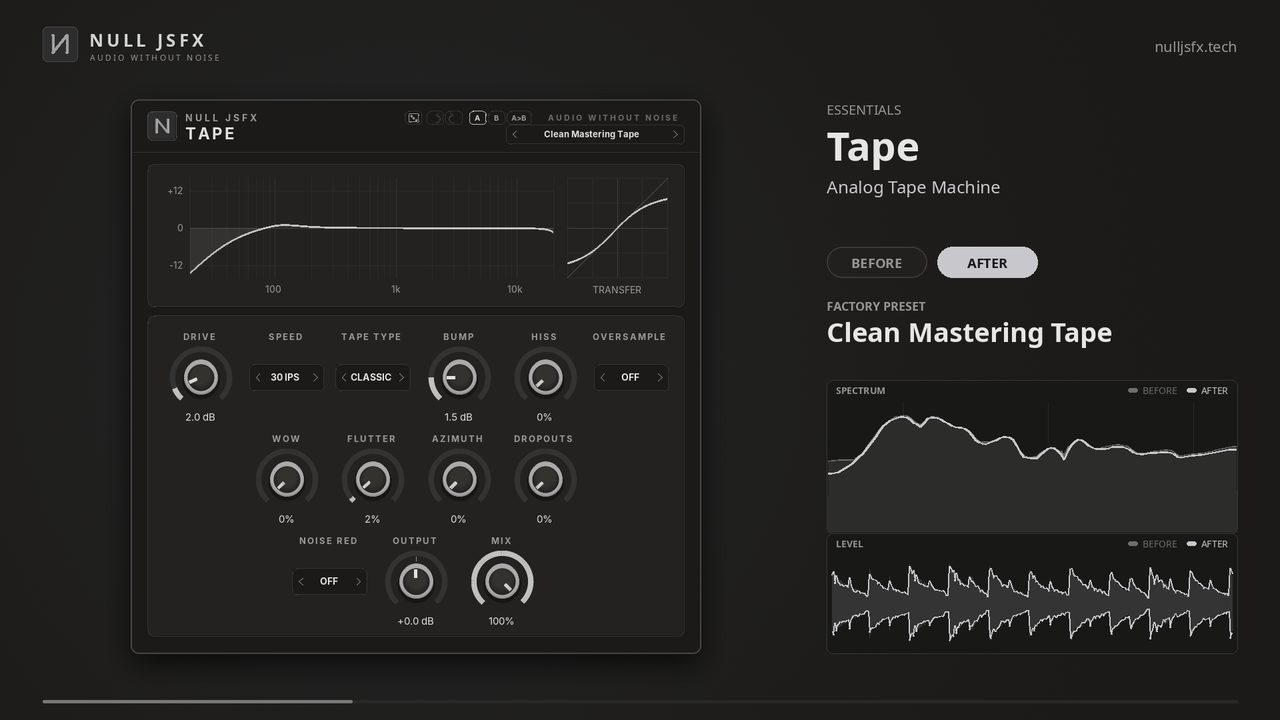 NULL JSFX
AUDIO WITHOUT NOISE
nulljsfx.tech
N
NULL JSFX
TAPE
A
B
A>B
AUDIO WITHOUT NOISE
Clean Mastering Tape
+12
0
-12
100
1k
10k
TRANSFER
DRIVE
SPEED
TAPE TYPE
BUMP
HISS
OVERSAMPLE
30 IPS
CLASSIC
OFF
2.0 dB
1.5 dB
0%
WOW
FLUTTER
AZIMUTH
DROPOUTS
0%
2%
0%
0%
NOISE RED
OUTPUT
MIX
OFF
+0.0 dB
100%
ESSENTIALS
Tape
Analog Tape Machine
BEFORE
AFTER
FACTORY PRESET
Clean Mastering Tape
SPECTRUM
BEFORE
AFTER
LEVEL
BEFORE
AFTER